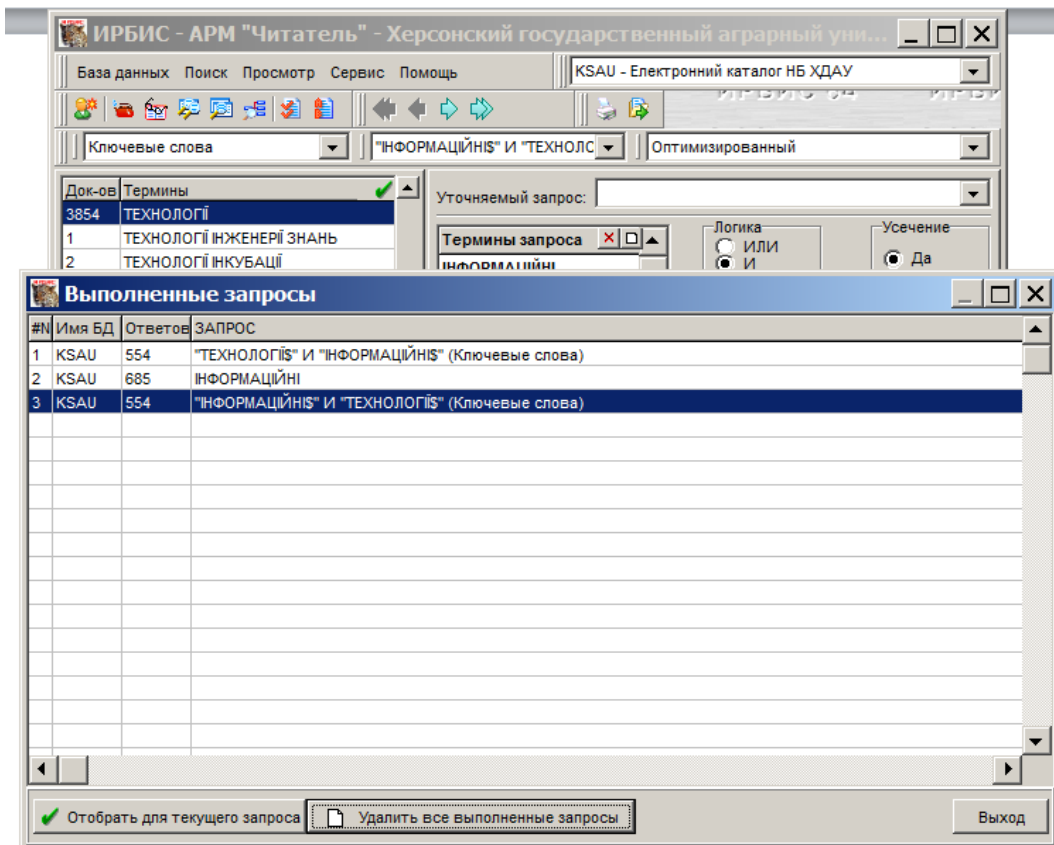 ИРБИС - АРМ "Читатель" - Херсонский государственный аграрный уни...
База данных Поиск Просмотр Сервис Помощь
KSAU - Електронний каталог НБ ХДАУ
Ключевые слова
"ІНФОРМАЦІЙНІ$" И "ТЕХНОЛС
Оптимизированный
Док-ов Термины
Уточняемый запрос:
3854 ТЕХНОЛОГІЇ
1 ТЕХНОЛОГІЇ ІНЖЕНЕРІЇ ЗНАНЬ
2 ТЕХНОЛОГІЇ ІНКУБАЦІЇ
Термины запроса
ІНФОРМАЦІЙНІ
Логика
ИЛИ
И
Усечение
Да
Выполненные запросы
#N Имя БД Ответов ЗАПРОС
1 KSAU 554 "ТЕХНОЛОГІЇ$" И "ІНФОРМАЦІЙНІ$" (Ключевые слова)
2 KSAU 685 ІНФОРМАЦІЙНІ
3 KSAU 554 "ІНФОРМАЦІЙНІ$" И "ТЕХНОЛОГІЇ$" (Ключевые слова)
Отобрать для текущего запроса
Удалить все выполненные запросы
Выход